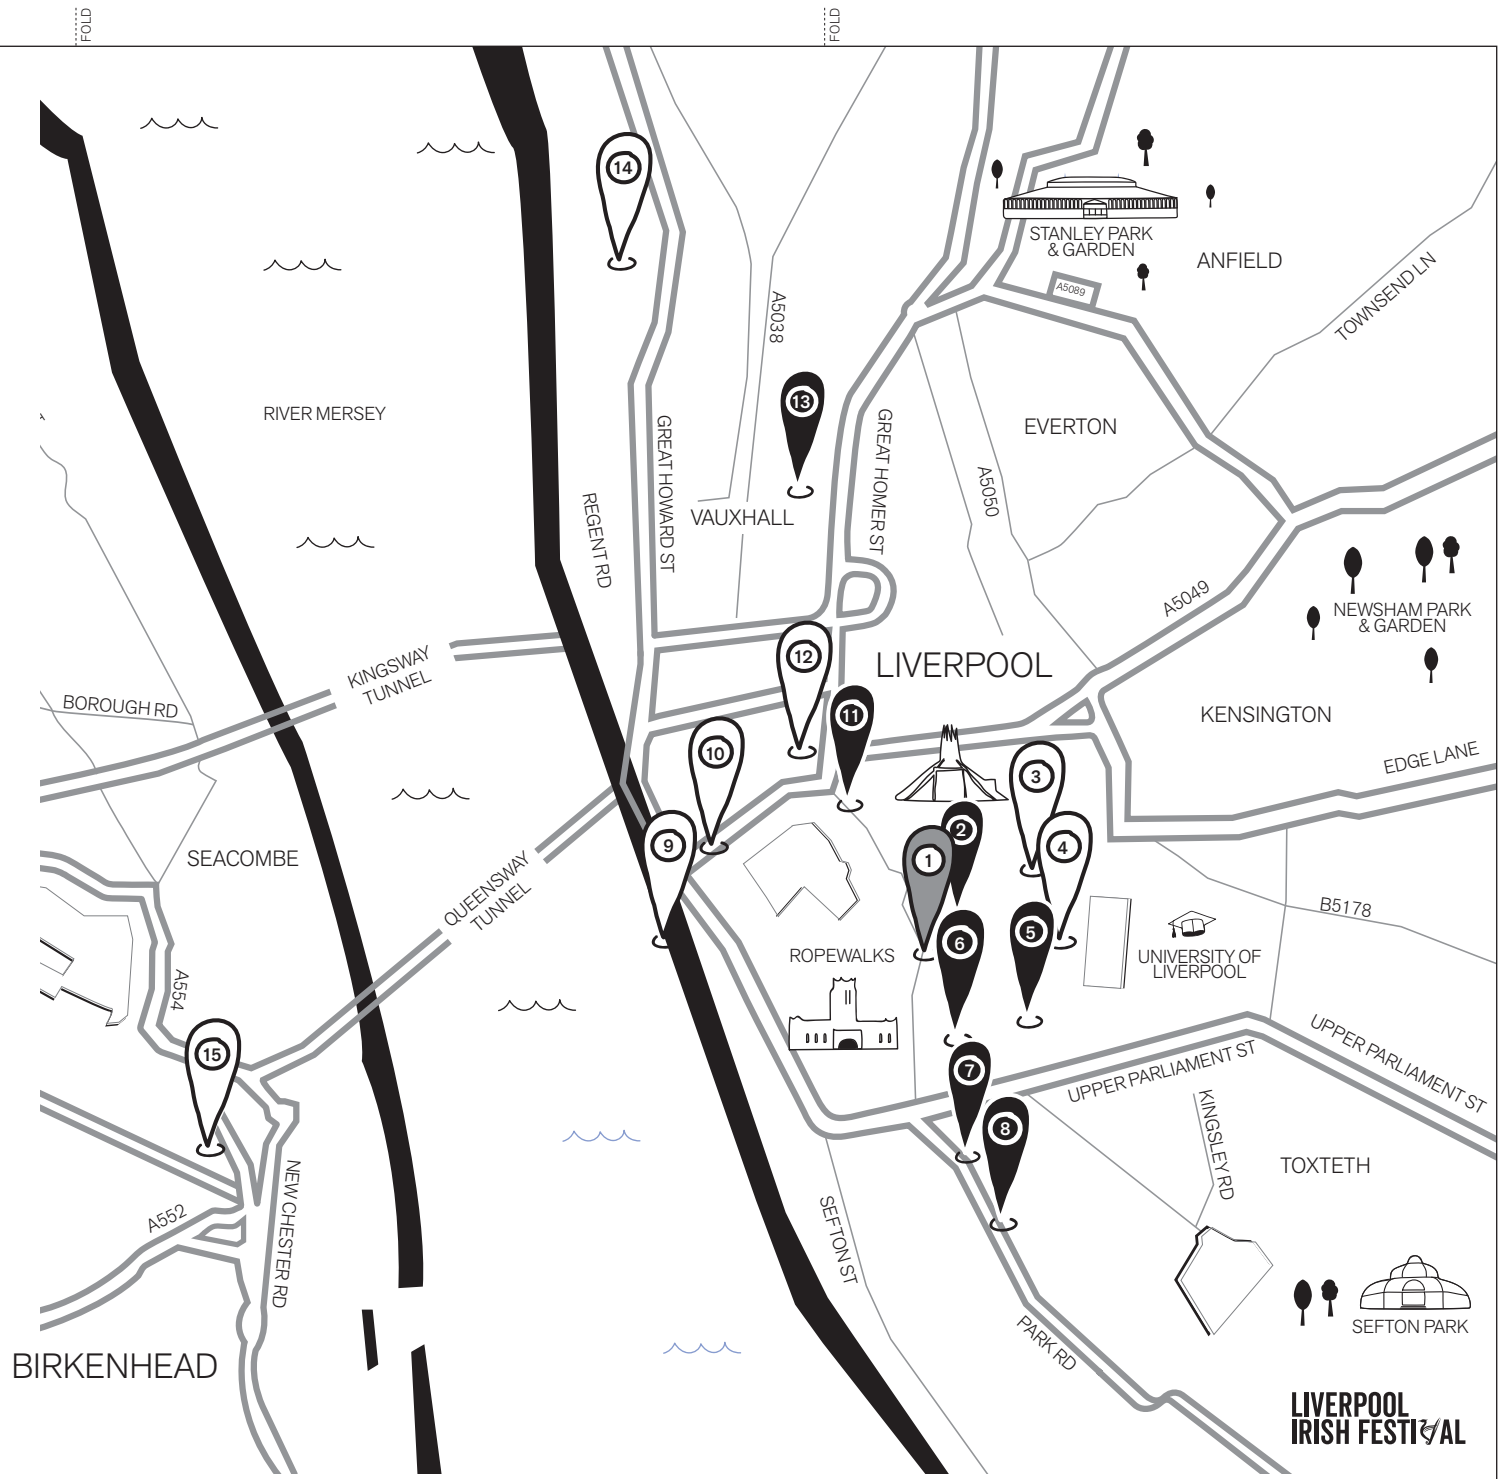 FOLD
FOLD
14
STANLEY PARK
& GARDEN
ANFIELD
A5089
TOWNSEND LN
A5038
RIVER MERSEY
13
EVERTON
GREAT HOWARD ST
GREAT HOMER ST
A5050
REGENT RD
VAUXHALL
A5049
NEWSHAM PARK
& GARDEN
KINGSWAY
TUNNEL
12
LIVERPOOL
BOROUGH RD
11
KENSINGTON
10
3
EDGE LANE
9
2
4
1
SEACOMBE
QUEENSWAY
TUNNEL
B5178
5
6
ROPEWALKS
UNIVERSITY OF
LIVERPOOL
A554
15
7
UPPER PARLIAMENT ST
UPPER PARLIAMENT ST
8
KINGSLEY RD
TOXTETH
NEW CHESTER RD
A552
SEFTON ST
PARK RD
SEFTON PARK
BIRKENHEAD
LIVERPOOL
IRISH FESTIVAL